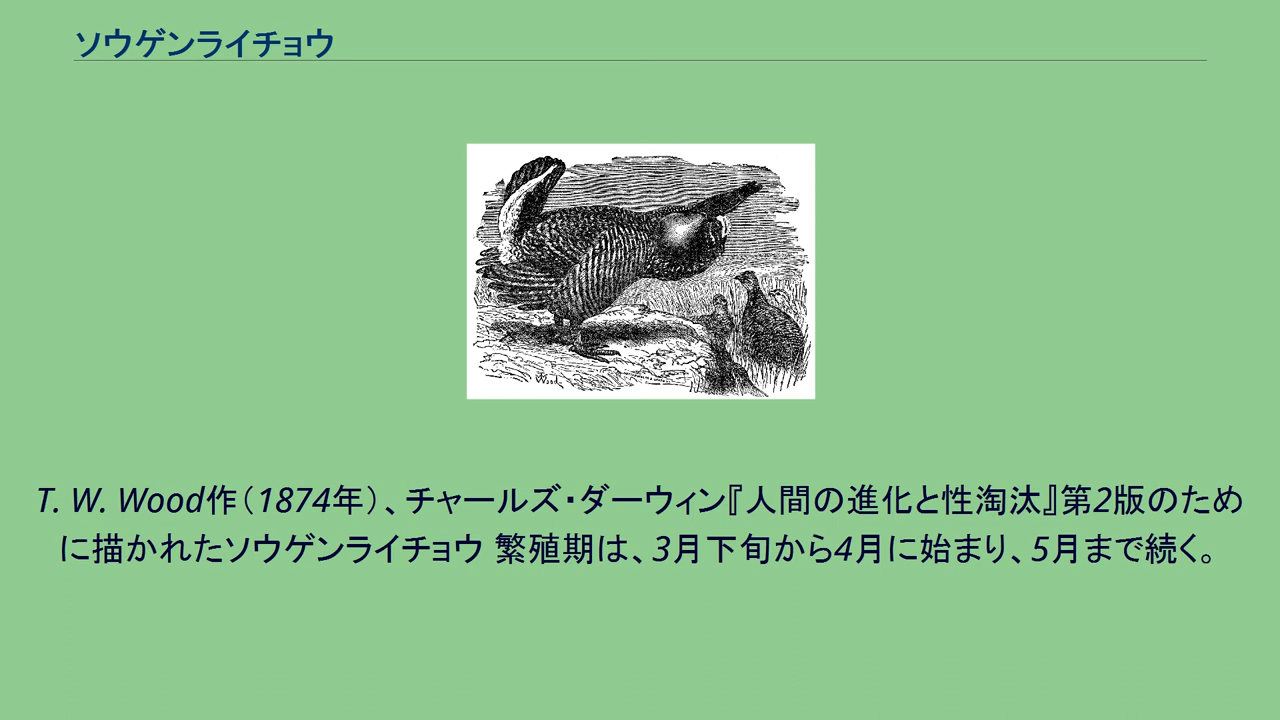 ソウゲンライチョウ
Wood
T. W. Wood作（1874年）、チャールズ・ダーウィン『人間の進化と性淘汰』第2版のため
に描かれたソウゲンライチョウ 繁殖期は、3月下旬から4月に始まり、5月まで続く。